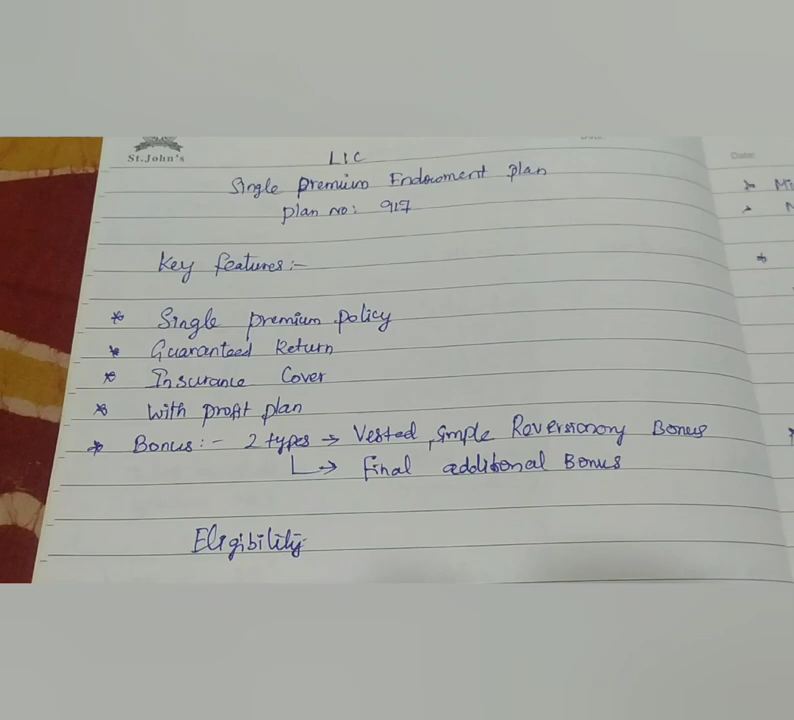 St.John's
LIC
Single Premium Endowment plan
plan no: 917
Key features:-
* Single premium policy
* Guaranteed Return
* Insurance Cover
* with profit plan
* Bonus:- 2 types → Vested, Simple Reversionary Bonus
↳ Final additional Bonus
Eligibility
Date: